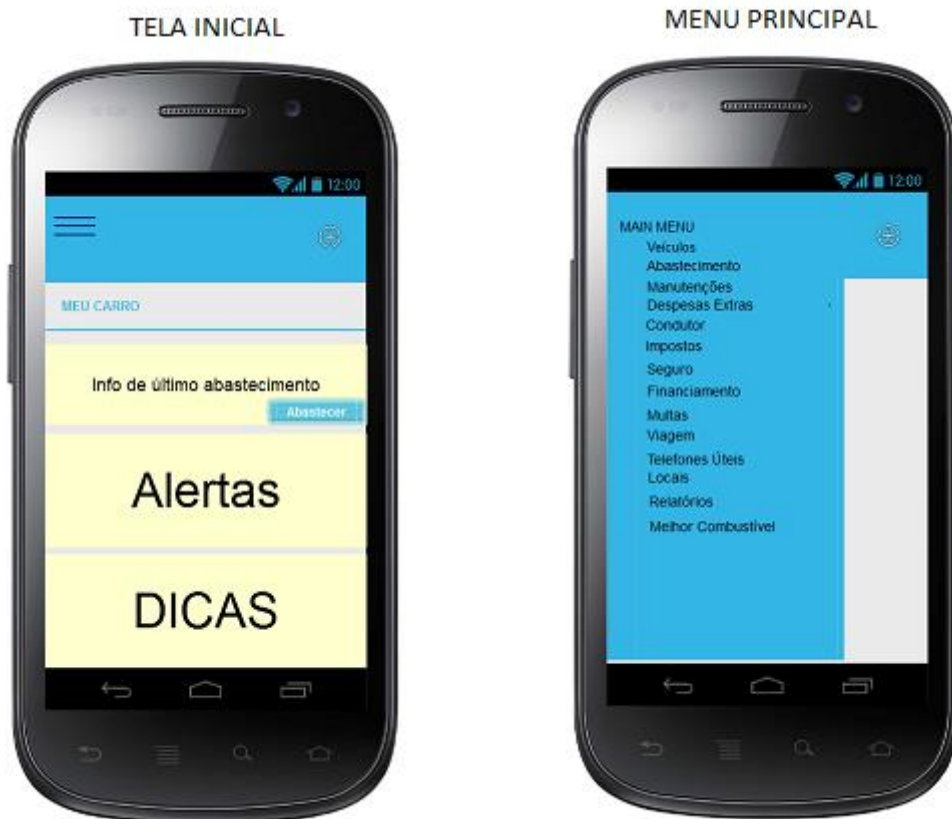 TELA INICIAL
12:00
MEU CARRO
Info de último abastecimento
Abastecer
Alertas
DICAS
MENU PRINCIPAL
12:00
MAIN MENU
Veículos
Abastecimento
Manutenções
Despesas Extras
Condutor
Impostos
Seguro
Financiamento
Multas
Viagem
Telefones Úteis
Locais
Relatórios
Melhor Combustível